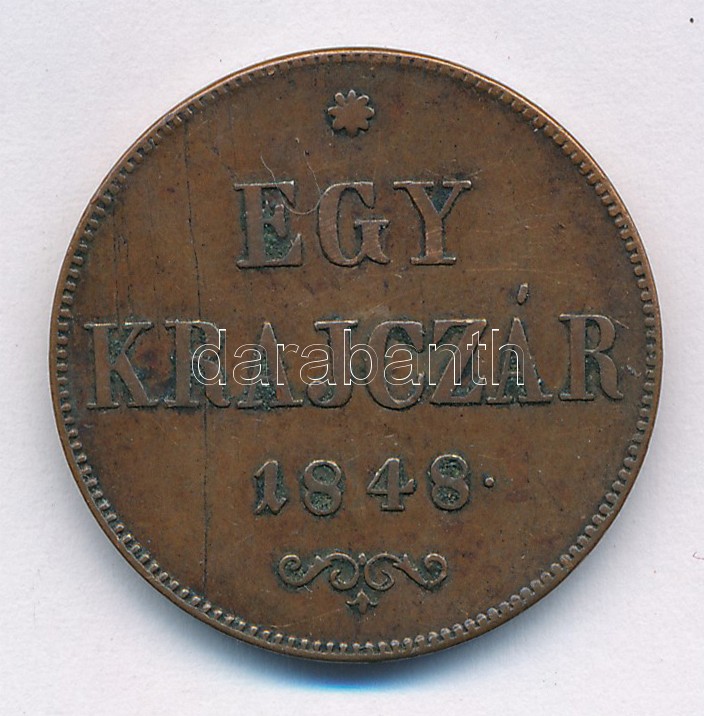 EGY
KRAJCZÁR
darabanth
1848·